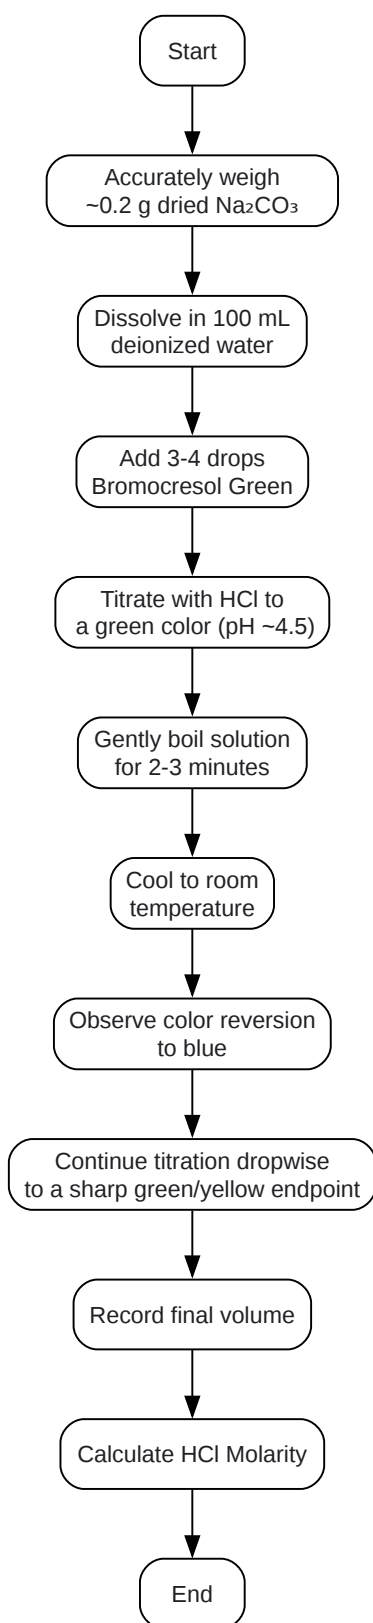 Start
Accurately weigh
~0.2 g dried Na₂CO₃
Dissolve in 100 mL
deionized water
Add 3-4 drops
Bromocresol Green
Titrate with HCl to
a green color (pH ~4.5)
Gently boil solution
for 2-3 minutes
Cool to room
temperature
Observe color reversion
to blue
Continue titration dropwise
to a sharp green/yellow endpoint
Record final volume
Calculate HCl Molarity
End